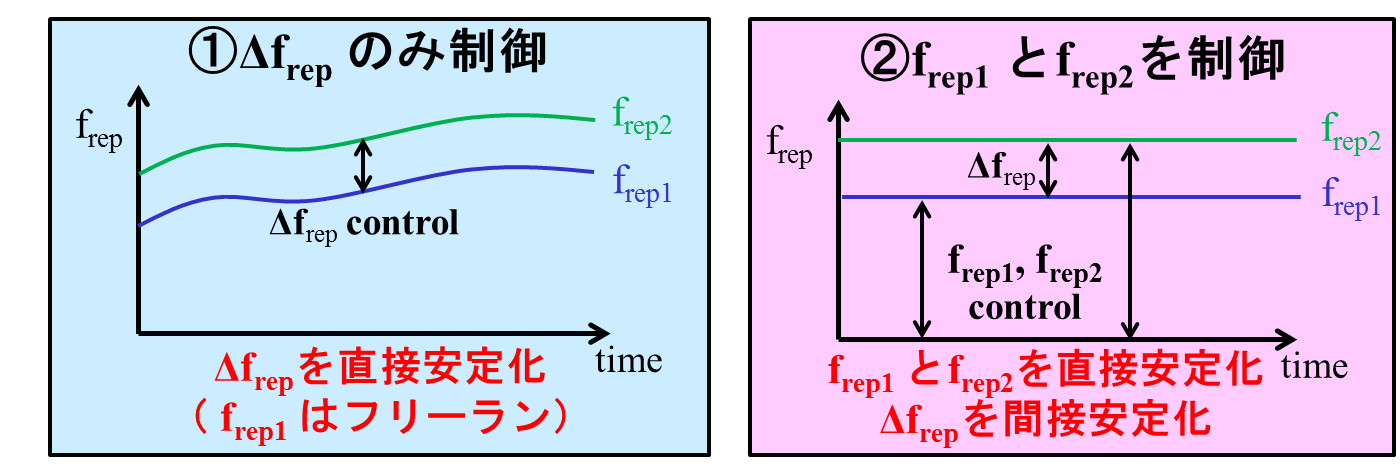 ①Δfrep のみ制御
frep
frep2
frep1
Δfrep control
time
Δfrepを直接安定化
( frep1 はフリーラン)
②frep1 とfrep2を制御
frep
frep2
Δfrep
frep1
frep1, frep2
control
time
frep1 とfrep2を直接安定化
Δfrepを間接安定化